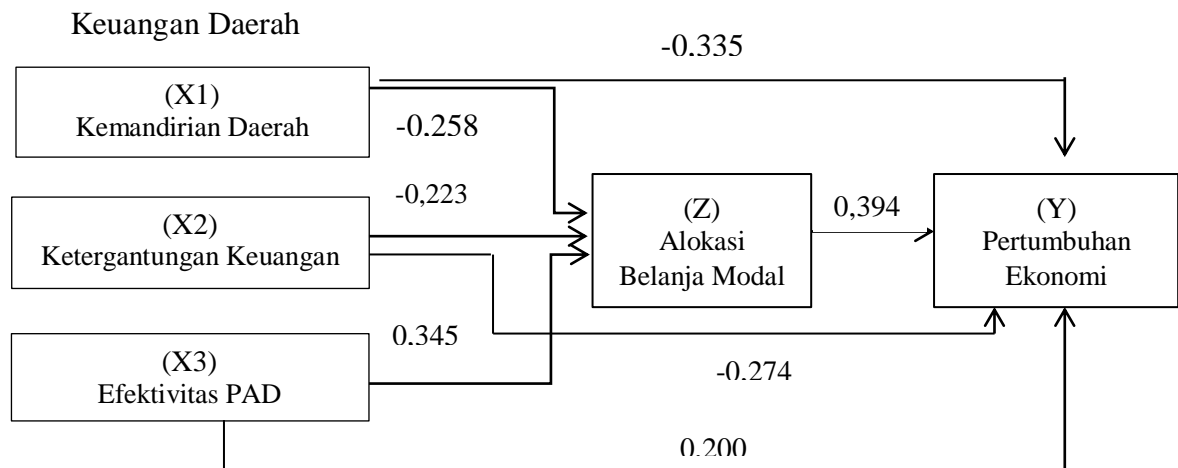 Keuangan Daerah
-0,335
(X1)
Kemandirian Daerah
-0,258
-0,223
(X2)
Ketergantungan Keuangan
(Z)
Alokasi
Belanja Modal
0,394
(Y)
Pertumbuhan
Ekonomi
0,345
(X3)
Efektivitas PAD
-0,274
0,200